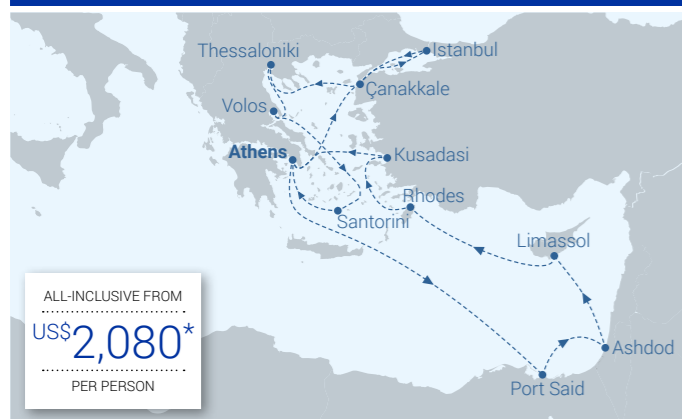 Thessaloniki
Istanbul
Çanakkale
Volos
Athens
Kusadasi
Rhodes
Santorini
Limassol
Ashdod
Port Said
ALL-INCLUSIVE FROM
US$2,080*
PER PERSON